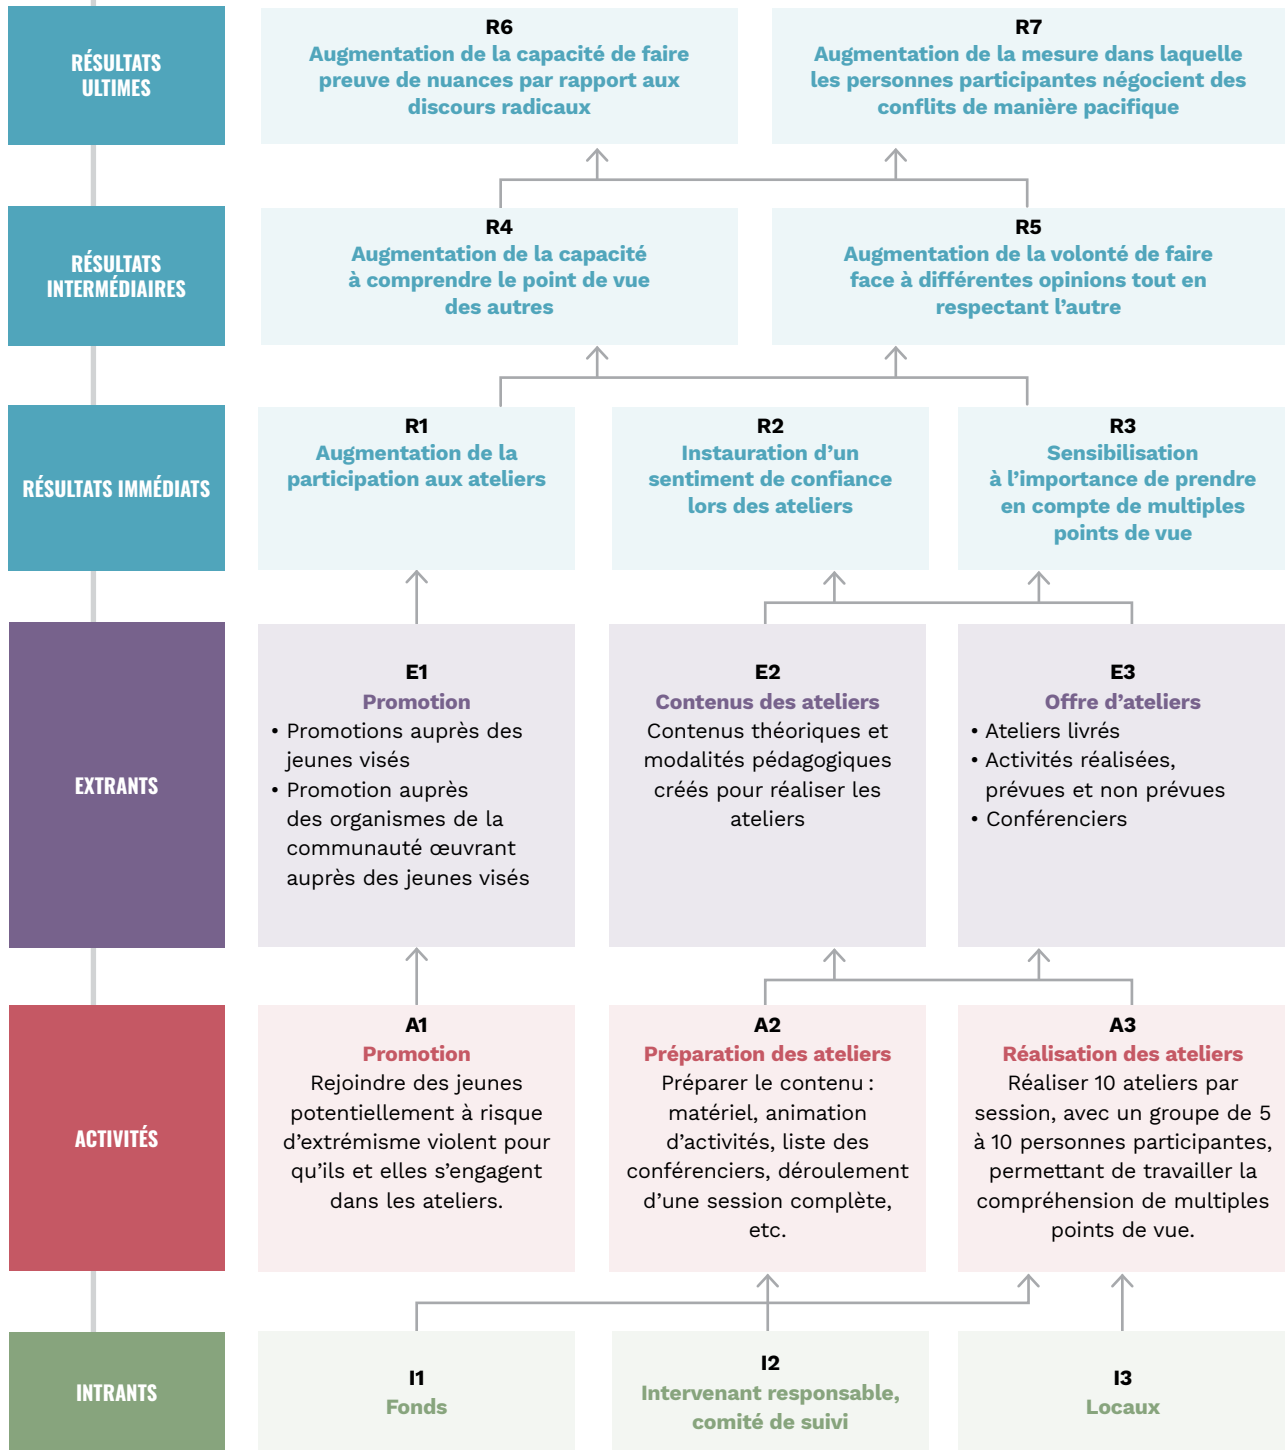 RÉSULTATS
ULTIMES
R6
Augmentation de la capacité de faire
preuve de nuances par rapport aux
discours radicaux
R7
Augmentation de la mesure dans laquelle
les personnes participantes négocient des
conflits de manière pacifique
RÉSULTATS
INTERMÉDIAIRES
R4
Augmentation de la capacité
à comprendre le point de vue
des autres
R5
Augmentation de la volonté de faire
face à différentes opinions tout en
respectant l’autre
RÉSULTATS IMMÉDIATS
R1
Augmentation de la
participation aux ateliers
R2
Instauration d’un
sentiment de confiance
lors des ateliers
R3
Sensibilisation
à l’importance de prendre
en compte de multiples
points de vue
EXTRANTS
E1
Promotion
• Promotions auprès des
jeunes visés
• Promotion auprès
des organismes de la
communauté œuvrant
auprès des jeunes visés
E2
Contenus des ateliers
Contenus théoriques et
modalités pédagogiques
créés pour réaliser les
ateliers
E3
Offre d’ateliers
• Ateliers livrés
• Activités réalisées,
prévues et non prévues
• Conférenciers
ACTIVITÉS
A1
Promotion
Rejoindre des jeunes
potentiellement à risque
d’extrémisme violent pour
qu’ils et elles s’engagent
dans les ateliers.
A2
Préparation des ateliers
Préparer le contenu :
matériel, animation
d’activités, liste des
conférenciers, déroulement
d’une session complète,
etc.
A3
Réalisation des ateliers
Réaliser 10 ateliers par
session, avec un groupe de 5
à 10 personnes participantes,
permettant de travailler la
compréhension de multiples
points de vue.
INTRANTS
I1
Fonds
I2
Intervenant responsable,
comité de suivi
I3
Locaux